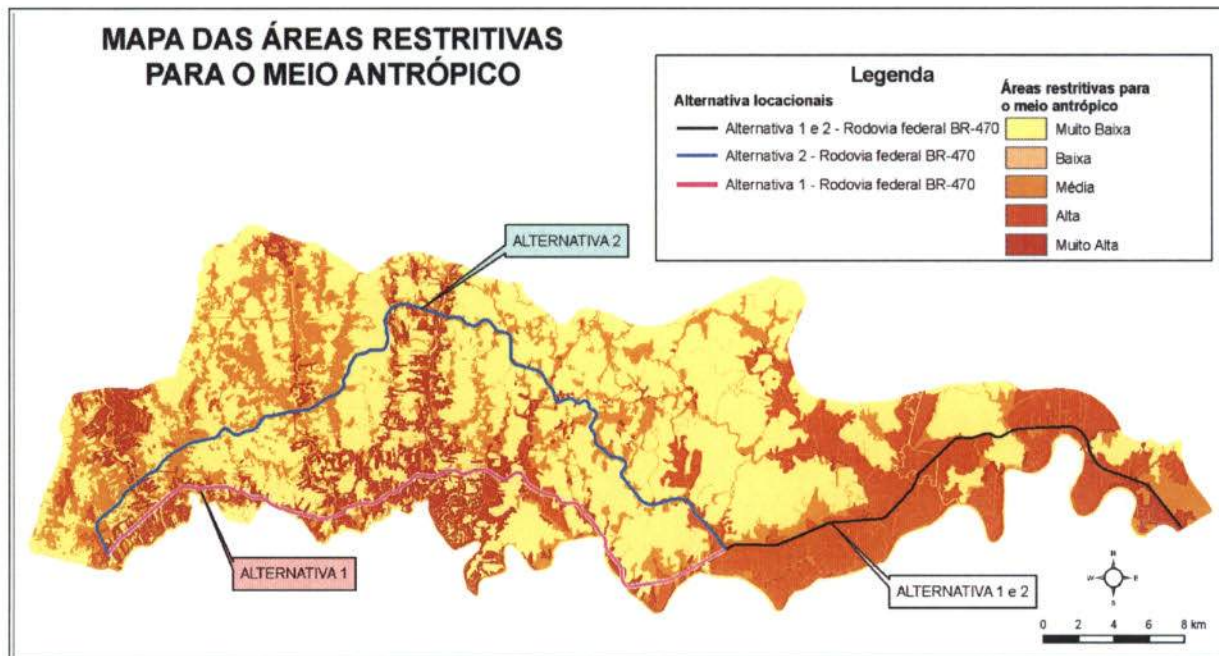 MAPA DAS ÁREAS RESTRITIVAS
PARA O MEIO ANTRÓPICO
Legenda
Alternativa locacionais
Alternativa 1 e 2 - Rodovia federal BR-470
Alternativa 2 - Rodovia federal BR-470
Alternativa 1 - Rodovia federal BR-470
Áreas restritivas para
o meio antrópico
Muito Baixa
Baixa
Média
Alta
Muito Alta
ALTERNATIVA 2
ALTERNATIVA 1
ALTERNATIVA 1 e 2
N
W
E
S
0 2 4 6 8 km